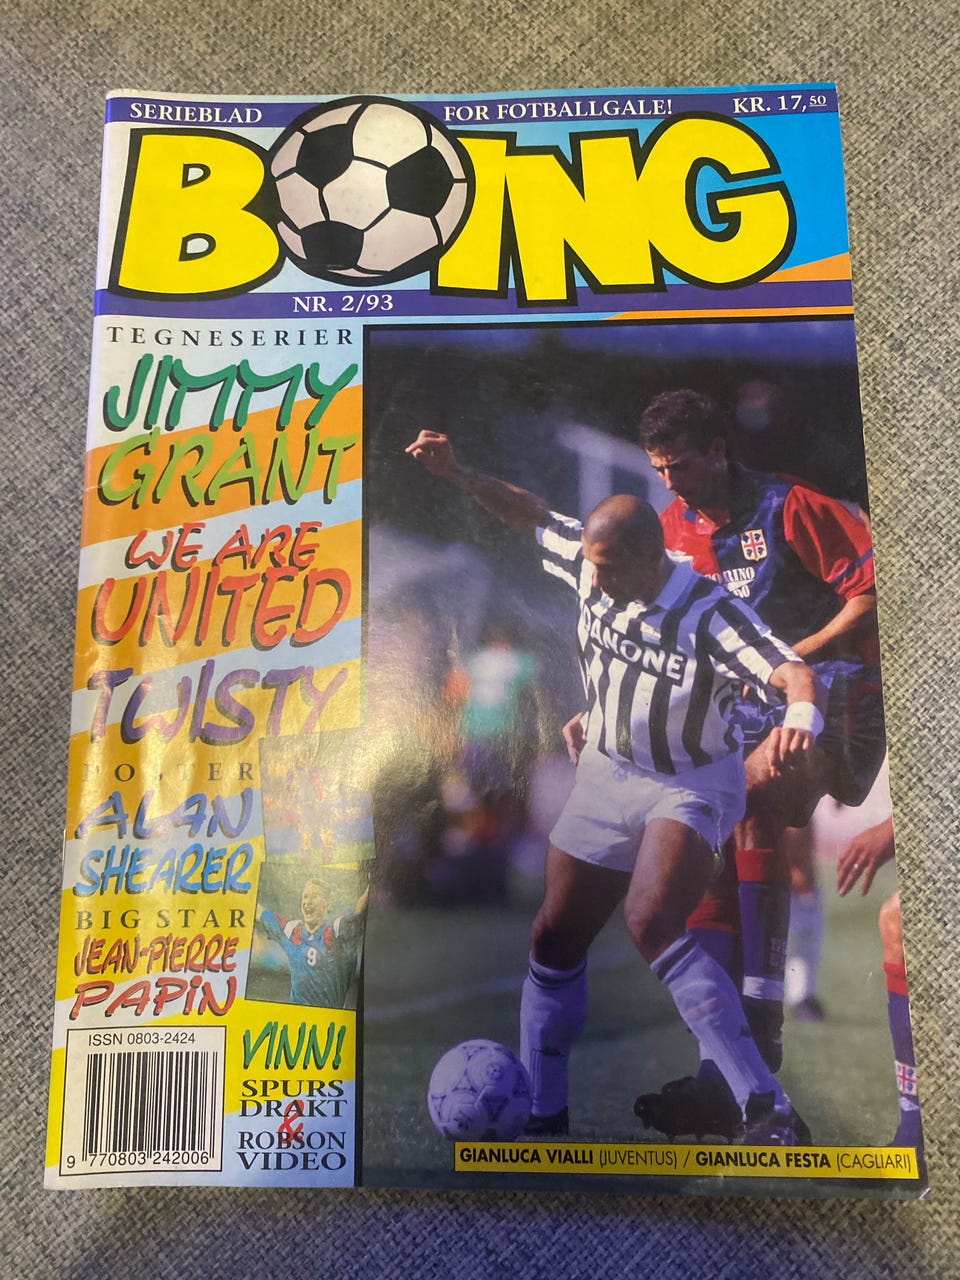 SERIEBLAD
FOR FOTBALLGALE!
KR. 17,50
BOING
NR. 2/93
TEGNESERIER
JIMMY
GRANT
WE ARE
UNITED
TWISTY
POSTER
ALAN
SHEARER
BIG STAR
JEAN-PIERRE
PAPIN
ISSN 0803-2424
9 770803 242006
VINN!
SPURS
DRAKT
&
ROBSON
VIDEO
DANONE
9
GIANLUCA VIALLI (JUVENTUS) / GIANLUCA FESTA (CAGLIARI)